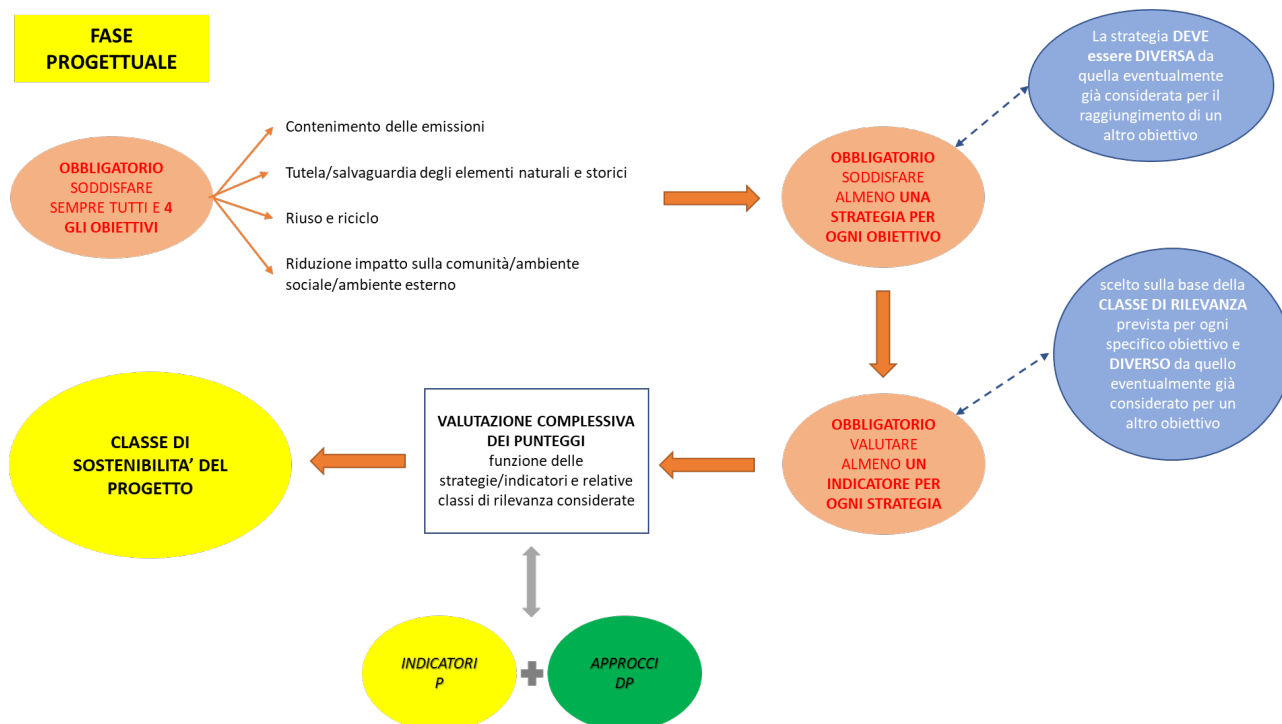 FASE
PROGETTUALE
OBBLIGATORIO
SODDISFARE
SEMPRE TUTTI E 4
GLI OBIETTIVI
Contenimento delle emissioni
Tutela/salvaguardia degli elementi naturali e storici
Riuso e riciclo
Riduzione impatto sulla comunità/ambiente
sociale/ambiente esterno
OBBLIGATORIO
SODDISFARE
ALMENO UNA
STRATEGIA PER
OGNI OBIETTIVO
La strategia DEVE
essere DIVERSA da
quella eventualmente
già considerata per il
raggiungimento di un
altro obiettivo
scelto sulla base della
CLASSE DI RILEVANZA
prevista per ogni
specifico obiettivo e
DIVERSO da quello
eventualmente già
considerato per un
altro obiettivo
OBBLIGATORIO
VALUTARE
ALMENO UN
INDICATORE PER
OGNI STRATEGIA
VALUTAZIONE COMPLESSIVA
DEI PUNTEGGI
funzione delle
strategie/indicatori e relative
classi di rilevanza considerate
CLASSE DI
SOSTENIBILITA’ DEL
PROGETTO
INDICATORI
P
APPROCCI
DP